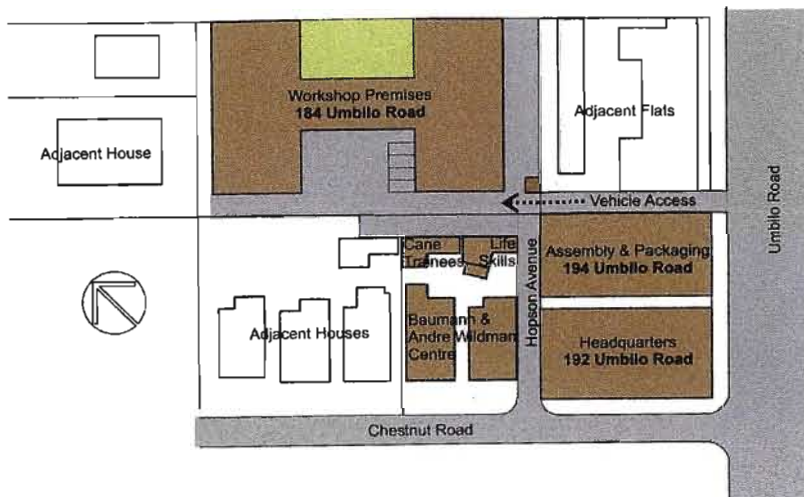 Workshop Premises
184 Umbilo Road
Adjacent Flats
Adjacent House
Umbilo Road
Vehicle Access
Cane
Trainees
Life
Skills
Assembly & Packaging
194 Umbilo Road
Hopson Avenue
Adjacent Houses
Baumann &
Andre Wildman
Centre
Headquarters
192 Umbilo Road
Chestnut Road